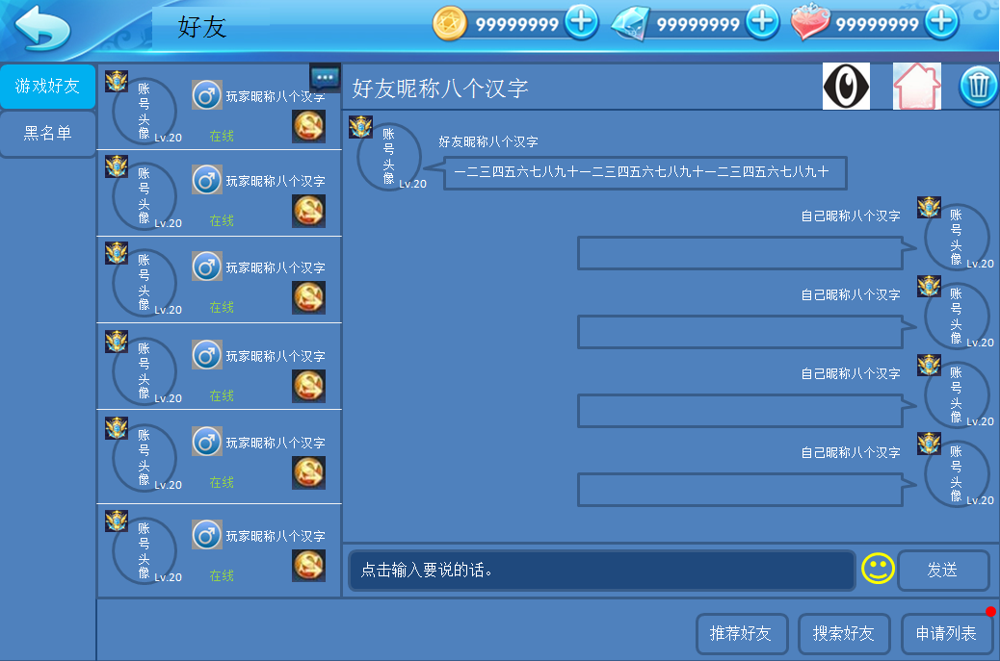 好友
99999999
99999999
99999999
游戏好友
黑名单
账号头像
Lv.20
玩家昵称八个汉字
在线
账号头像
Lv.20
玩家昵称八个汉字
在线
账号头像
Lv.20
玩家昵称八个汉字
在线
账号头像
Lv.20
玩家昵称八个汉字
在线
账号头像
Lv.20
玩家昵称八个汉字
在线
账号头像
Lv.20
玩家昵称八个汉字
在线
好友昵称八个汉字
账号头像
Lv.20
好友昵称八个汉字
一二三四五六七八九十一二三四五六七八九十一二三四五六七八九十
自己昵称八个汉字
账号头像
Lv.20
自己昵称八个汉字
账号头像
Lv.20
自己昵称八个汉字
账号头像
Lv.20
自己昵称八个汉字
账号头像
Lv.20
点击输入要说的话。
发送
推荐好友
搜索好友
申请列表